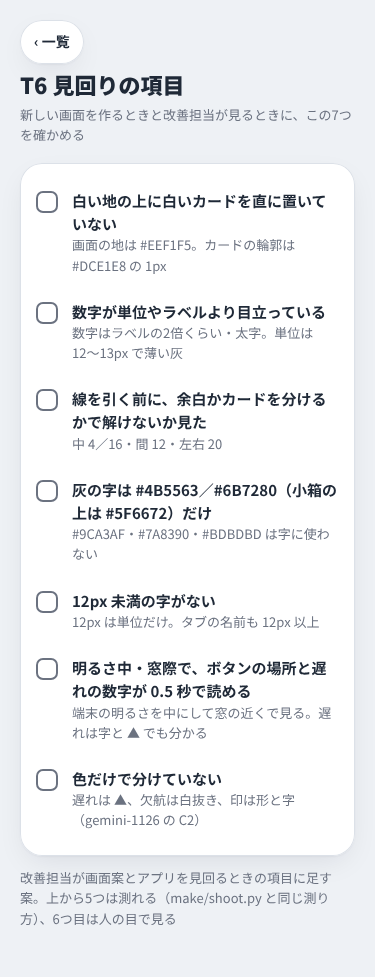 ‹ 一覧
T6 見回りの項目
新しい画面を作るときと改善担当が見るときに、この7つ
を確かめる
白い地の上に白いカードを直に置いて
いない
画面の地は #EEF1F5。カードの輪郭は
#DCE1E8 の 1px
数字が単位やラベルより目立っている
数字はラベルの2倍くらい・太字。単位は
12〜13px で薄い灰
線を引く前に、余白かカードを分ける
かで解けないか見た
中 4／16・間 12・左右 20
灰の字は #4B5563／#6B7280（小箱の
上は #5F6672）だけ
#9CA3AF・#7A8390・#BDBDBD は字に使わ
ない
12px 未満の字がない
12px は単位だけ。タブの名前も 12px 以上
明るさ中・窓際で、ボタンの場所と遅
れの数字が 0.5 秒で読める
端末の明るさを中にして窓の近くで見る。遅
れは字と ▲ でも分かる
色だけで分けていない
遅れは ▲、欠航は白抜き、印は形と字
（gemini-1126 の C2）
改善担当が画面案とアプリを見回るときの項目に足す
案。上から5つは測れる（make/shoot.py と同じ測り
方）、6つ目は人の目で見る